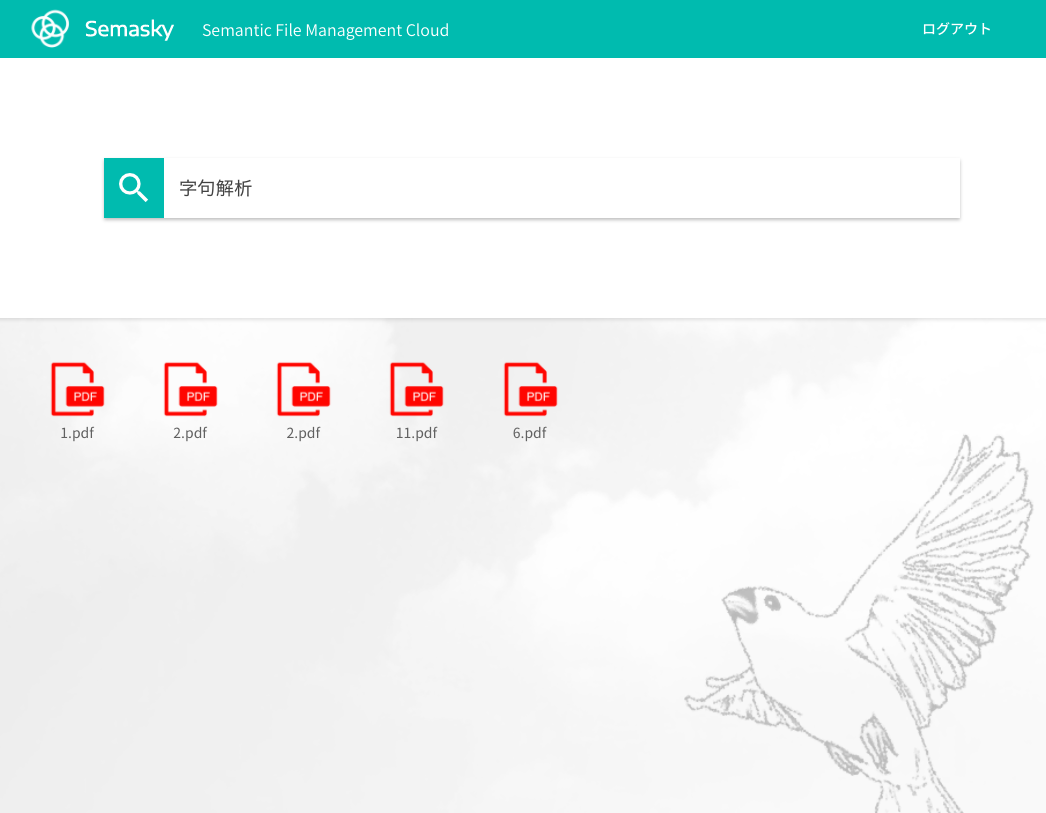 Semasky Semantic File Management Cloud ログアウト
字句解析
PDF PDF PDF PDF PDF
1.pdf 2.pdf 2.pdf 11.pdf 6.pdf